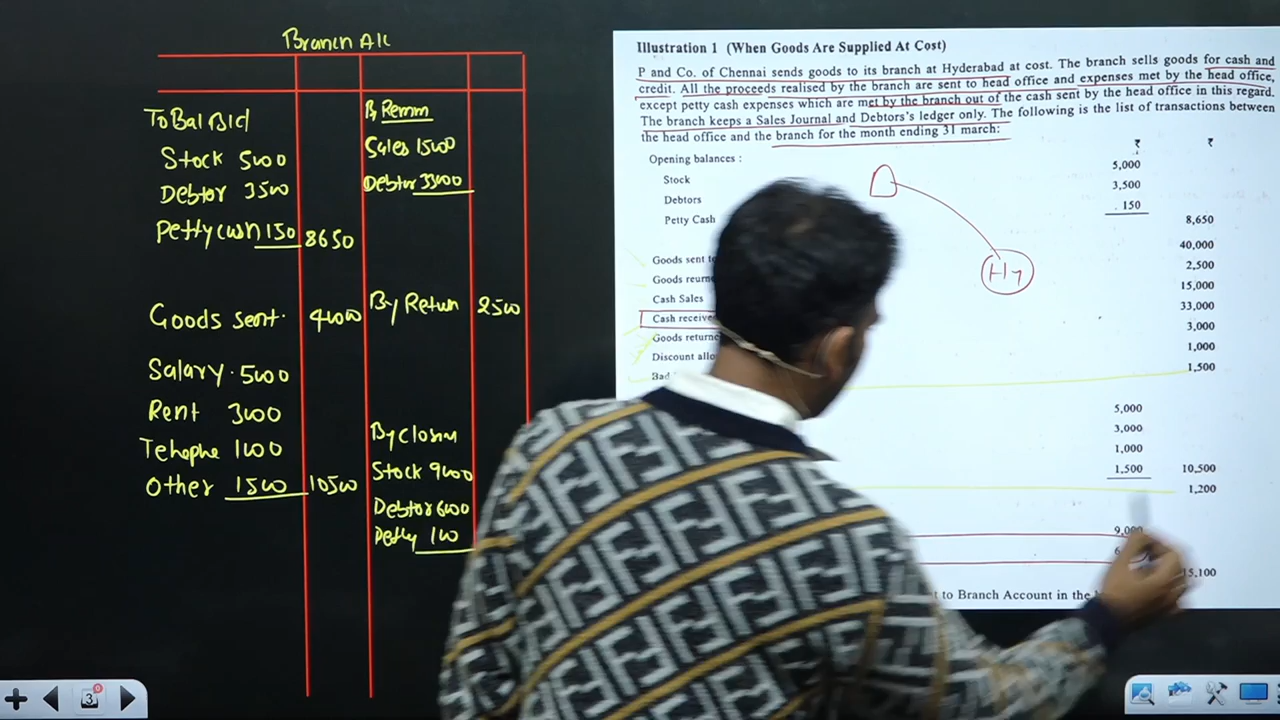 Branch A/c
To Bal B/d
Stock 5000
Debtor 3500
Petty cash 150 8650
Goods sent 40000
Salary 5000
Rent 3000
Telephe 1000
Other 1500 10500
By Remm
Sales 15000
Debtor 33000
By Return 2500
By Closin
Stock 9000
Debtor 6000
Petty 100
Illustration 1 (When Goods Are Supplied At Cost)
P and Co. of Chennai sends goods to its branch at Hyderabad at cost. The branch sells goods for cash and
credit. All the proceeds realised by the branch are sent to head office and expenses met by the head office,
except petty cash expenses which are met by the branch out of the cash sent by the head office in this regard.
The branch keeps a Sales Journal and Debtors's ledger only. The following is the list of transactions between
the head office and the branch for the month ending 31 march:
₹ ₹
Opening balances :
Stock 5,000
Debtors 3,500
Petty Cash 150
8,650
Goods sent 40,000
Goods 2,500
Cash Sales 15,000
Cash 33,000
Goods 3,000
Discount 1,000
Bad 1,500
Hy
5,000
3,000
1,000
1,500 10,500
1,200
15,100
to Branch Account in the
3